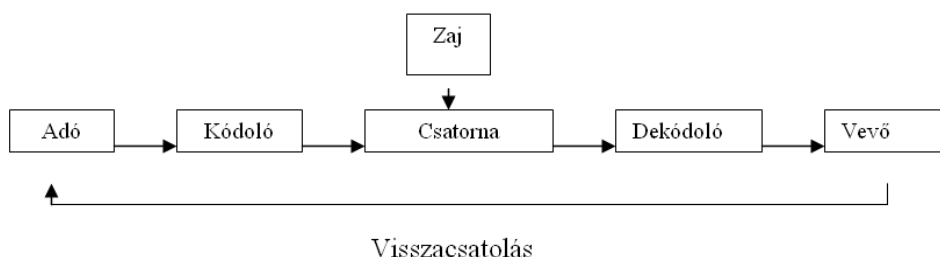 Zaj
Adó
Kódoló
Csatorna
Dekódoló
Vevő
Visszacsatolás